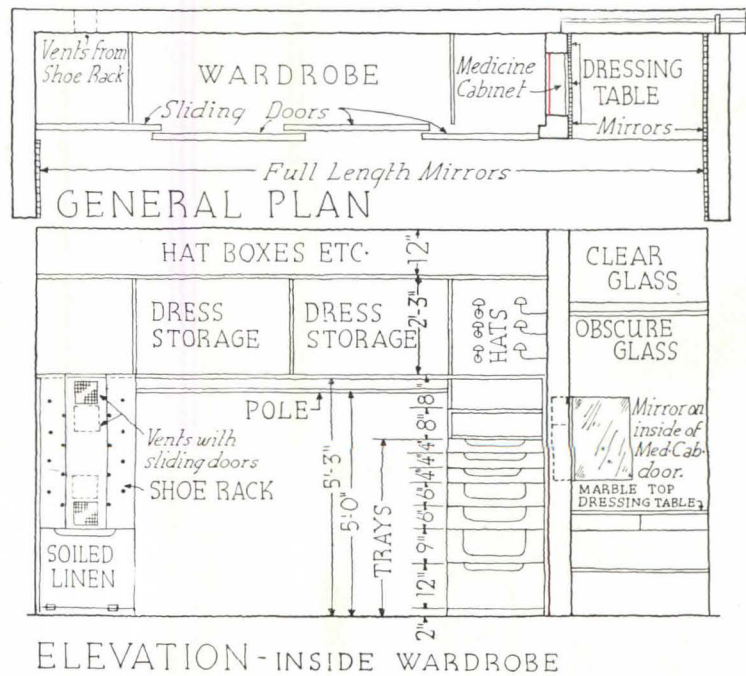 Vents from
Shoe Rack
WARDROBE
Medicine
Cabinet
DRESSING
TABLE
Sliding Doors
Mirrors
Full Length Mirrors
GENERAL PLAN
HAT BOXES ETC.
12"
CLEAR
GLASS
DRESS
STORAGE
DRESS
STORAGE
2'-3"
HATS
OBSCURE
GLASS
POLE
8"
8"
4"
4"
6"
6"
9"
12"
2"
Vents with
sliding doors
SHOE RACK
5'-3"
5'-0"
TRAYS
Mirror on
inside of
Med. Cab.
door.
MARBLE TOP
DRESSING TABLE
SOILED
LINEN
ELEVATION - INSIDE WARDROBE